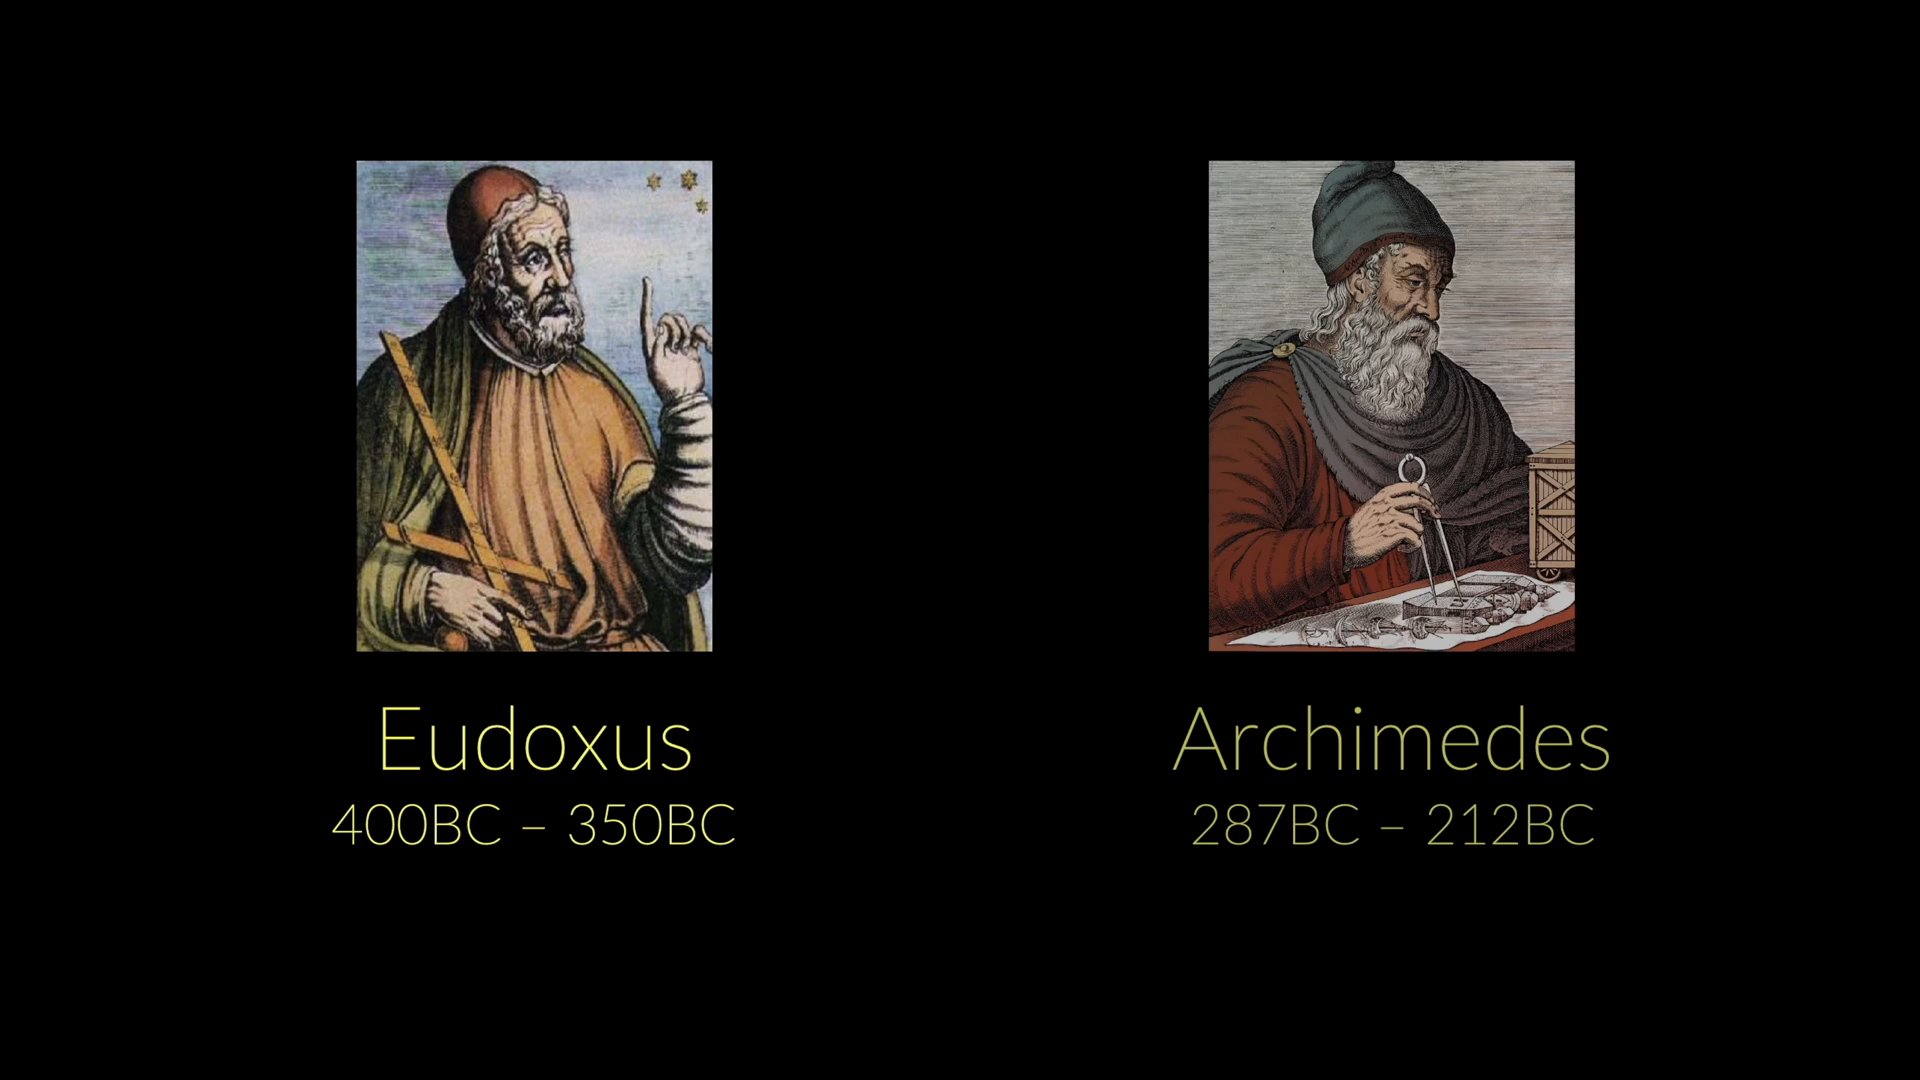 Eudoxus
400BC – 350BC
Archimedes
287BC – 212BC